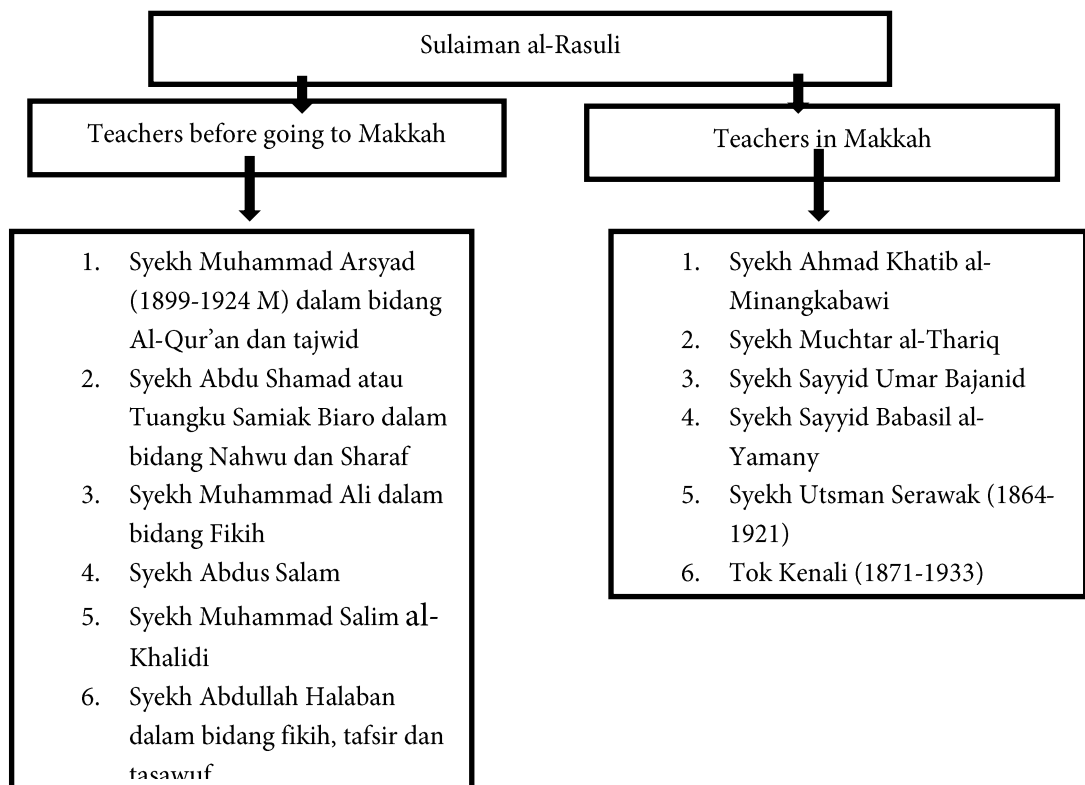 Sulaiman al-Rasuli
Teachers before going to Makkah
Teachers in Makkah
1. Syekh Muhammad Arsyad
(1899-1924 M) dalam bidang
Al-Qur’an dan tajwid
2. Syekh Abdu Shamad atau
Tuangku Samiak Biaro dalam
bidang Nahwu dan Sharaf
3. Syekh Muhammad Ali dalam
bidang Fikih
4. Syekh Abdus Salam
5. Syekh Muhammad Salim al-
Khalidi
6. Syekh Abdullah Halaban
dalam bidang fikih, tafsir dan
tasawuf
1. Syekh Ahmad Khatib al-
Minangkabawi
2. Syekh Muchtar al-Thariq
3. Syekh Sayyid Umar Bajanid
4. Syekh Sayyid Babasil al-
Yamany
5. Syekh Utsman Serawak (1864-
1921)
6. Tok Kenali (1871-1933)